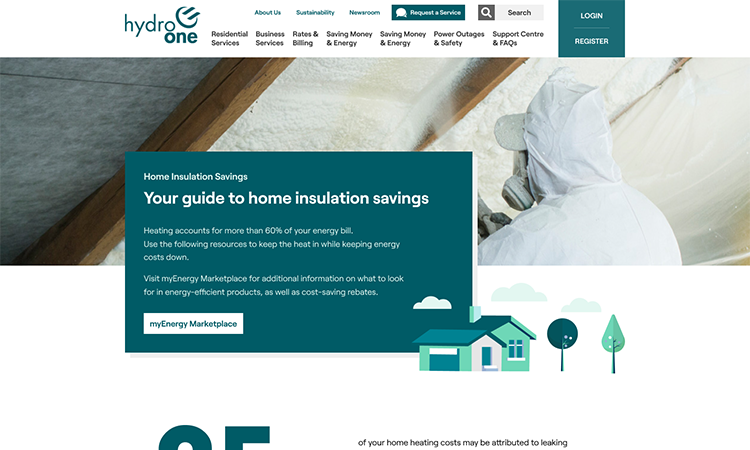 hydro
one
About Us
Sustainability
Newsroom
Request a Service
Search
LOGIN
REGISTER
Residential
Services
Business
Services
Rates &
Billing
Saving Money
& Energy
Saving Money
& Energy
Power Outages
& Safety
Support Centre
& FAQs
Home Insulation Savings
Your guide to home insulation savings
Heating accounts for more than 60% of your energy bill.
Use the following resources to keep the heat in while keeping energy
costs down.
Visit myEnergy Marketplace for additional information on what to look
for in energy-efficient products, as well as cost-saving rebates.
myEnergy Marketplace
of your home heating costs may be attributed to leaking